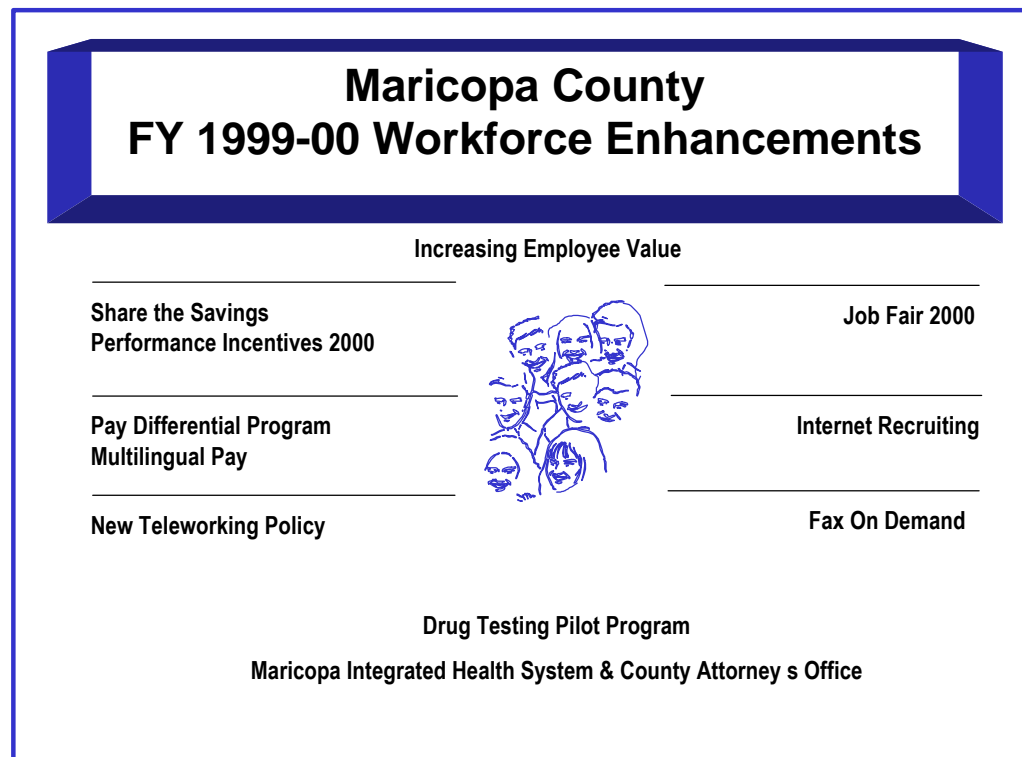 Maricopa County
FY 1999-00 Workforce Enhancements
Increasing Employee Value
Share the Savings
Performance Incentives 2000
Pay Differential Program
Multilingual Pay
New Teleworking Policy
Job Fair 2000
Internet Recruiting
Fax On Demand
Drug Testing Pilot Program
Maricopa Integrated Health System & County Attorney s Office